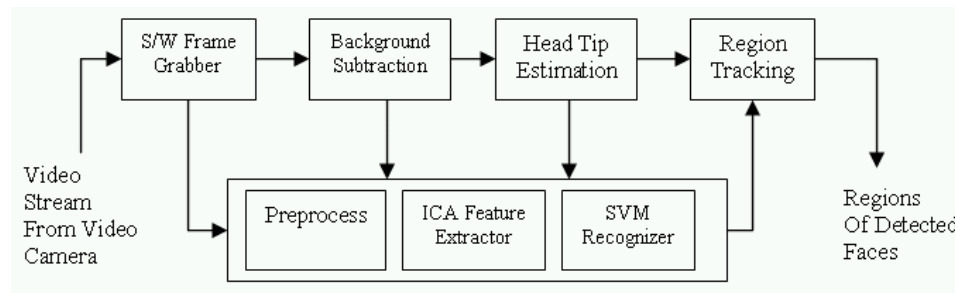 S/W Frame
Grabber
Background
Subtraction
Head Tip
Estimation
Region
Tracking
Video
Stream
From Video
Camera
Preprocess
ICA Feature
Extractor
SVM
Recognizer
Regions
Of Detected
Faces